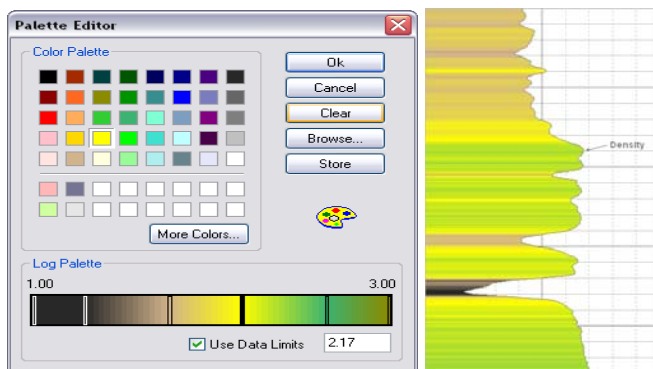 Palette Editor
Color Palette
Ok
Cancel
Clear
Browse...
Store
More Colors...
Log Palette
1.00 3.00
Use Data Limits 2.17
Density